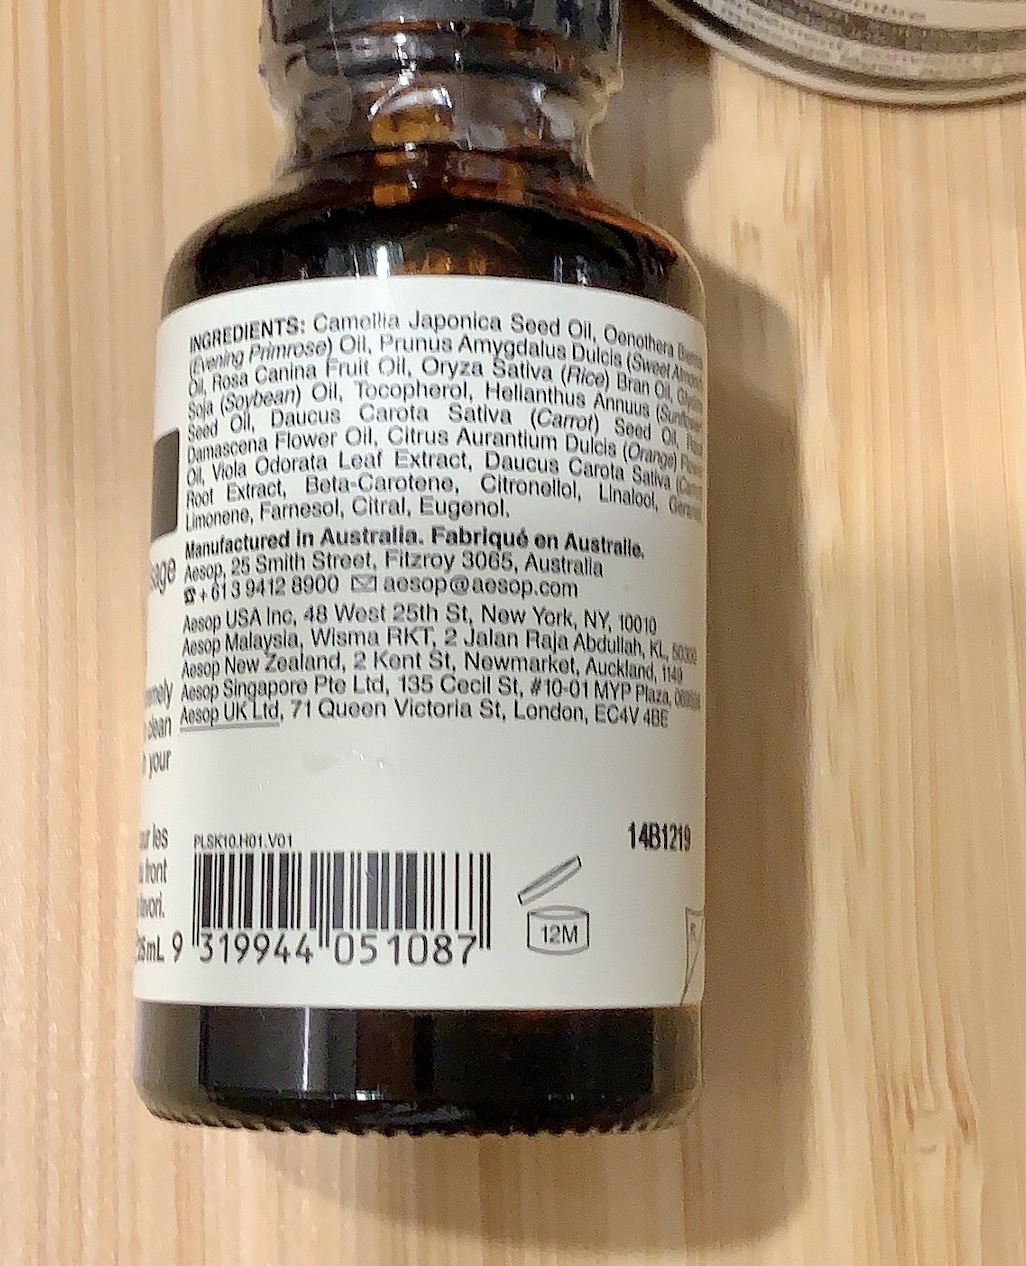 INGREDIENTS: Camellia Japonica Seed Oil, Oenothera Biennis
(Evening Primrose) Oil, Prunus Amygdalus Dulcis (Sweet Almond)
Oil, Rosa Canina Fruit Oil, Oryza Sativa (Rice) Bran Oil,
Soja (Soybean) Oil, Tocopherol, Helianthus Annuus (Sunflower)
Seed Oil, Daucus Carota Sativa (Carrot) Seed Oil,
Damascena Flower Oil, Citrus Aurantium Dulcis (Orange)
Oil, Viola Odorata Leaf Extract, Daucus Carota Sativa
Root Extract, Beta-Carotene, Citronellol, Linalool, Geraniol
Limonene, Farnesol, Citral, Eugenol.
Manufactured in Australia. Fabriqué en Australie.
Aesop, 25 Smith Street, Fitzroy 3065, Australia
☎+61 3 9412 8900 ✉ aesop@aesop.com
Aesop USA Inc, 48 West 25th St, New York, NY, 10010
Aesop Malaysia, Wisma RKT, 2 Jalan Raja Abdullah, KL,
Aesop New Zealand, 2 Kent St, Newmarket, Auckland, 1149
Aesop Singapore Pte Ltd, 135 Cecil St, #10-01 MYP Plaza,
Aesop UK Ltd, 71 Queen Victoria St, London, EC4V 4BE
clean
your
les
front
PLSK10.H01.V01
14B1219
12M
9 319944 051087